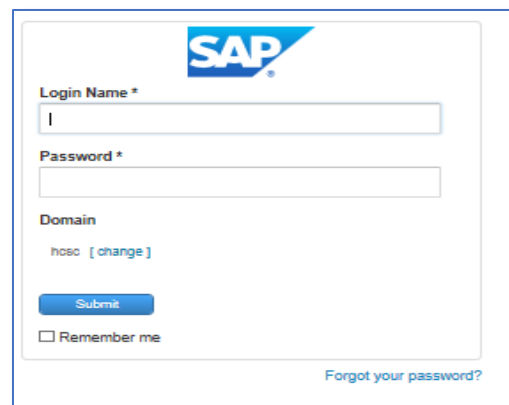 SAP
Login Name *
Password *
Domain
hcsc [ change ]
Submit
Remember me
Forgot your password?